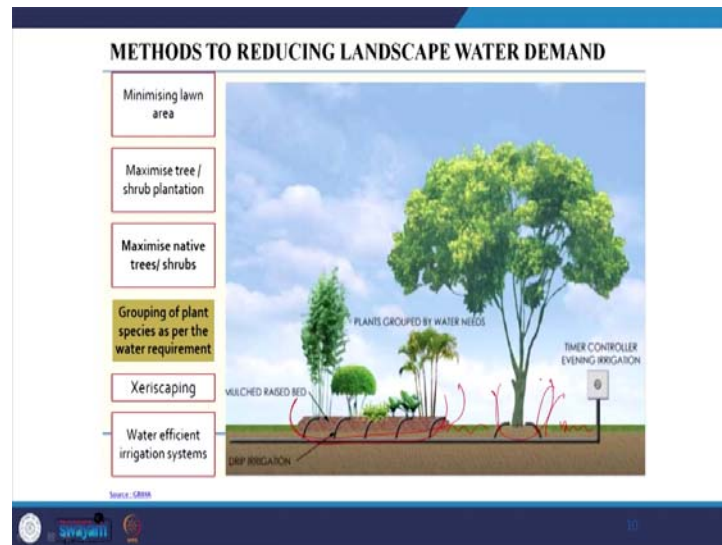 METHODS TO REDUCING LANDSCAPE WATER DEMAND
Minimising lawn
area
Maximise tree /
shrub plantation
Maximise native
trees/ shrubs
Grouping of plant
species as per the
water requirement
Xeriscaping
Water efficient
irrigation systems
PLANTS GROUPED BY WATER NEEDS
TIMER CONTROLLER
EVENING IRRIGATION
MULCHED RAISED BED
DRIP IRRIGATION
Source: GRIHA
swayam
10